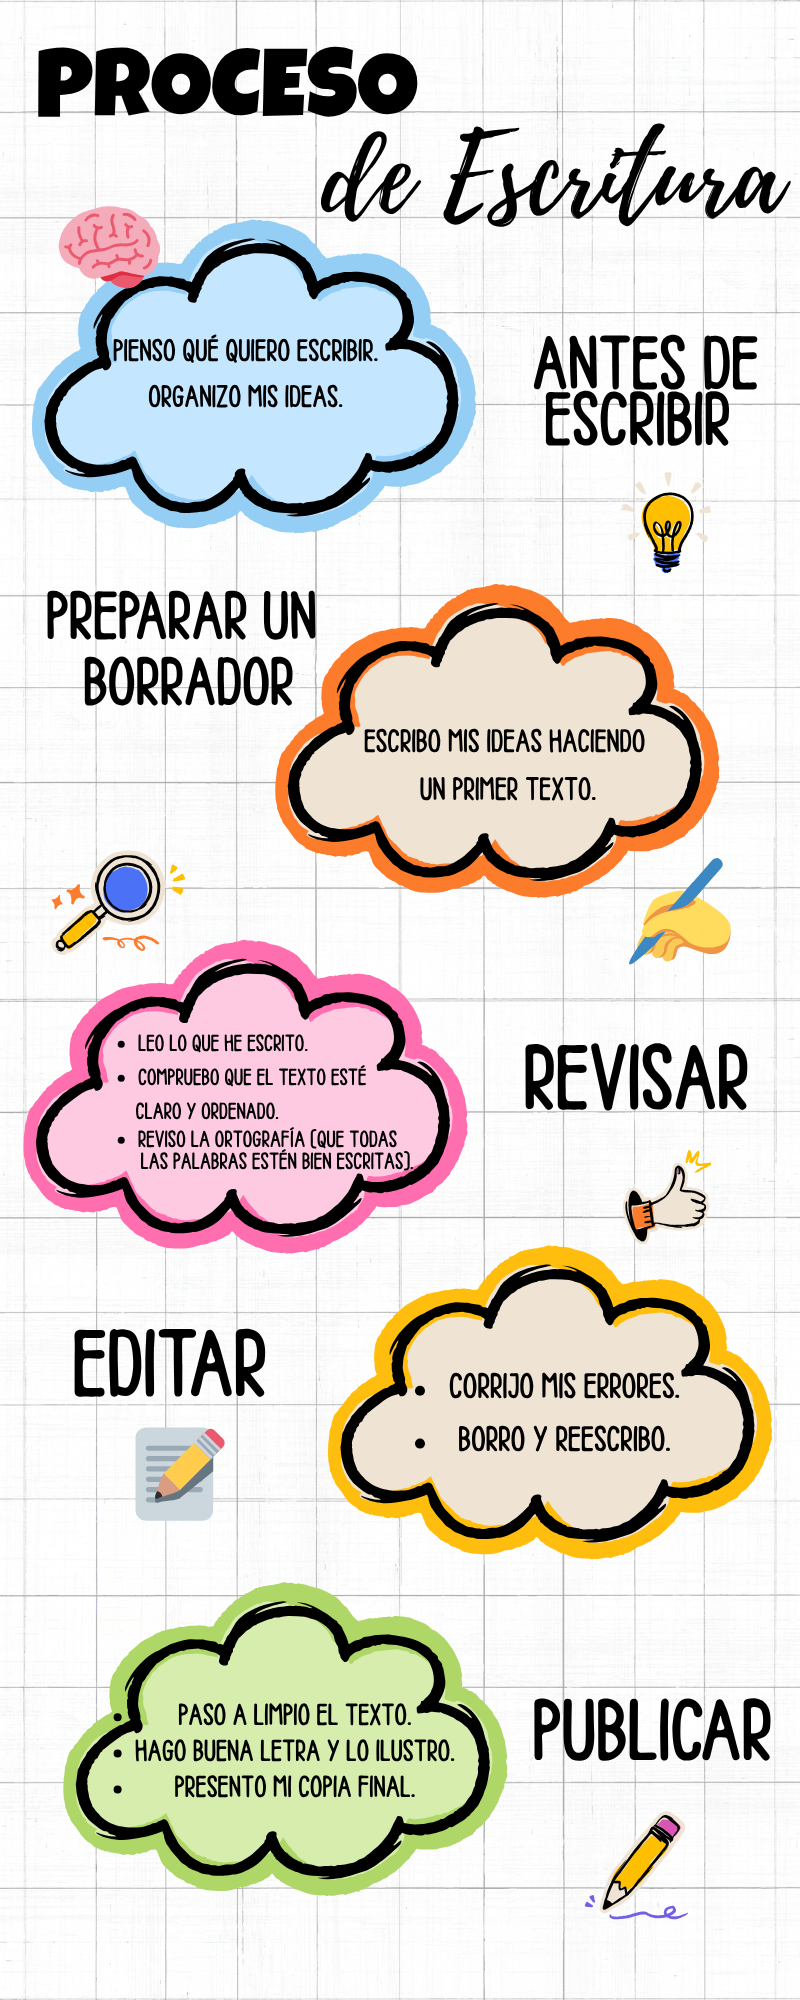 PROCESO
de Escritura
PIENSO QUÉ QUIERO ESCRIBIR.
ORGANIZO MIS IDEAS.
ANTES DE
ESCRIBIR
PREPARAR UN
BORRADOR
ESCRIBO MIS IDEAS HACIENDO
UN PRIMER TEXTO.
• LEO LO QUE HE ESCRITO.
• COMPRUEBO QUE EL TEXTO ESTÉ
CLARO Y ORDENADO.
• REVISO LA ORTOGRAFÍA (QUE TODAS
LAS PALABRAS ESTÉN BIEN ESCRITAS).
REVISAR
EDITAR
• CORRIJO MIS ERRORES.
• BORRO Y REESCRIBO.
• PASO A LIMPIO EL TEXTO.
• HAGO BUENA LETRA Y LO ILUSTRO.
• PRESENTO MI COPIA FINAL.
PUBLICAR